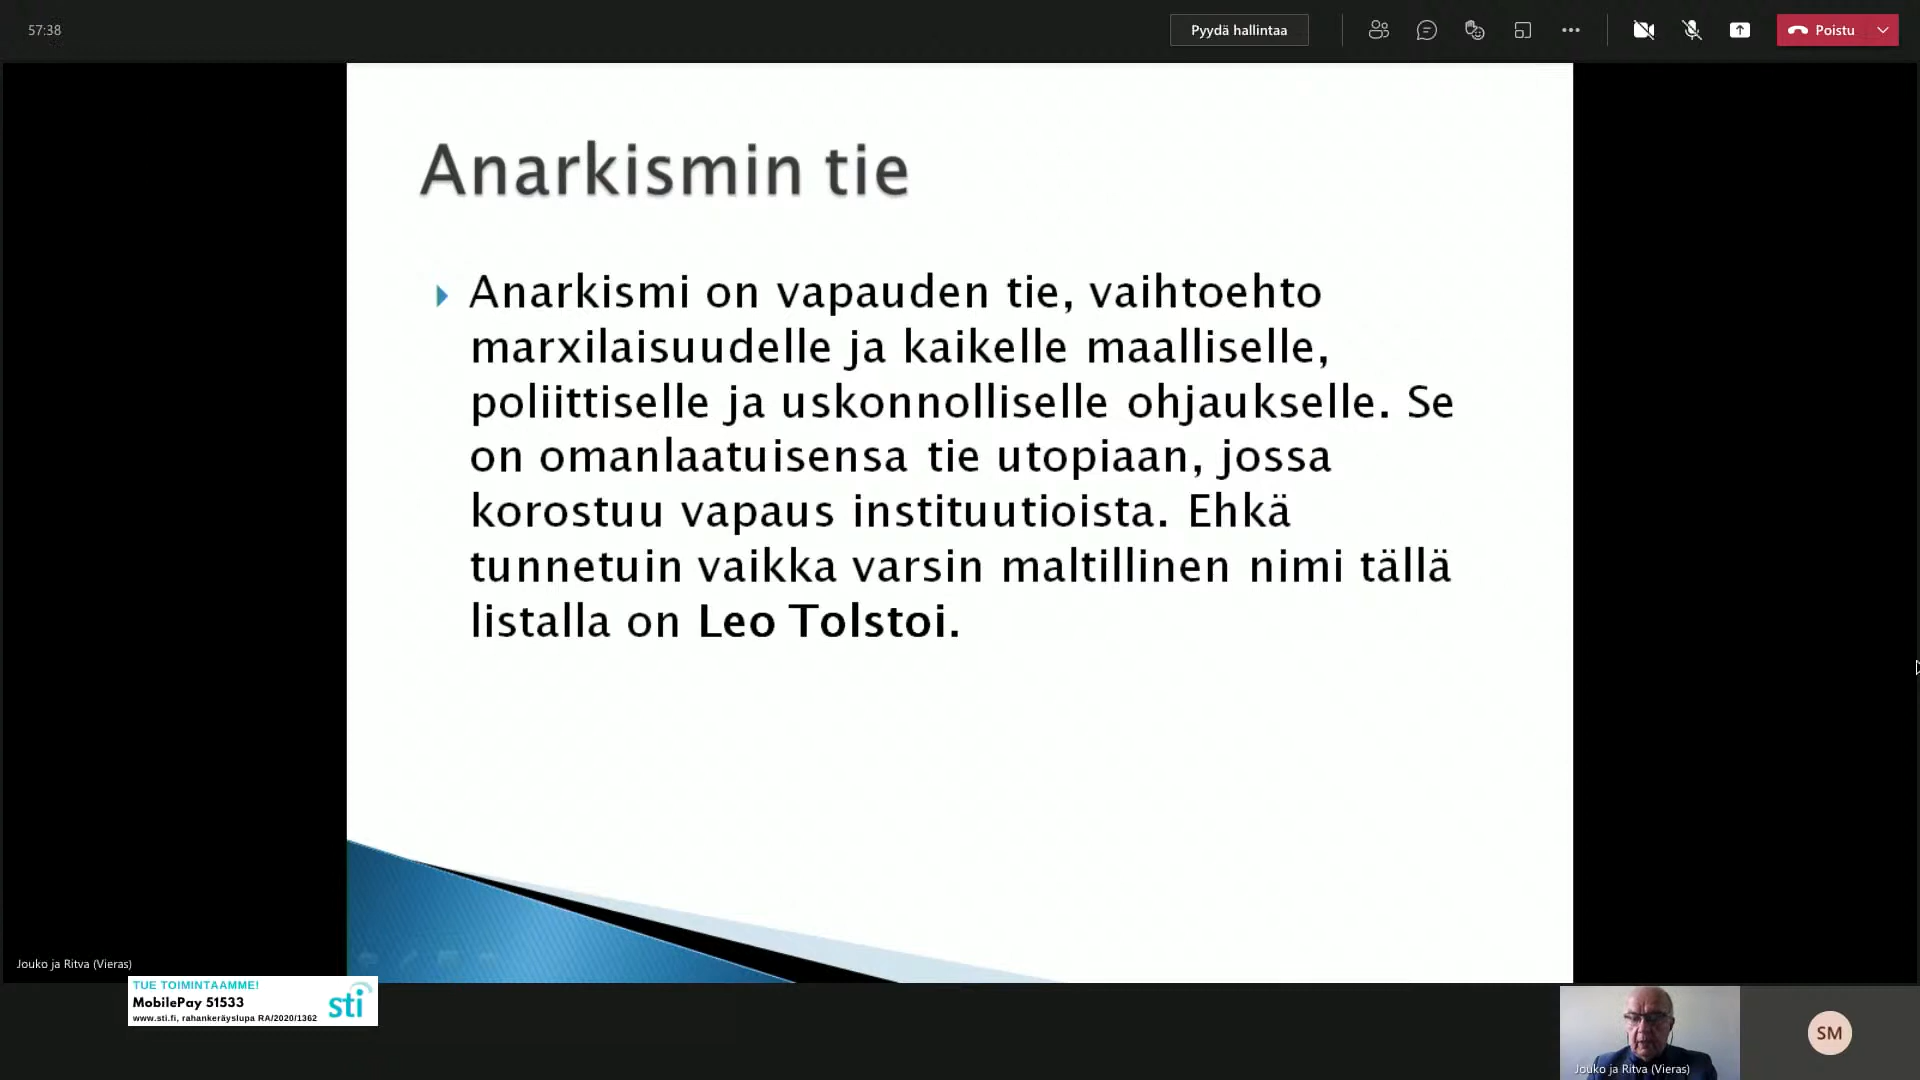 57:38
Pyydä hallintaa
Poistu
Anarkismin tie
Anarkismi on vapauden tie, vaihtoehto
marxilaisuudelle ja kaikelle maalliselle,
poliittiselle ja uskonnolliselle ohjaukselle. Se
on omanlaatuisensa tie utopiaan, jossa
korostuu vapaus instituutioista. Ehkä
tunnetuin vaikka varsin maltillinen nimi tällä
listalla on Leo Tolstoi.
Jouko ja Ritva (Vieras)
TUE TOIMINTAAMME!
MobilePay 51533
www.sti.fi, rahankeräyslupa RA/2020/1362
sti
SM
Jouko ja Ritva (Vieras)